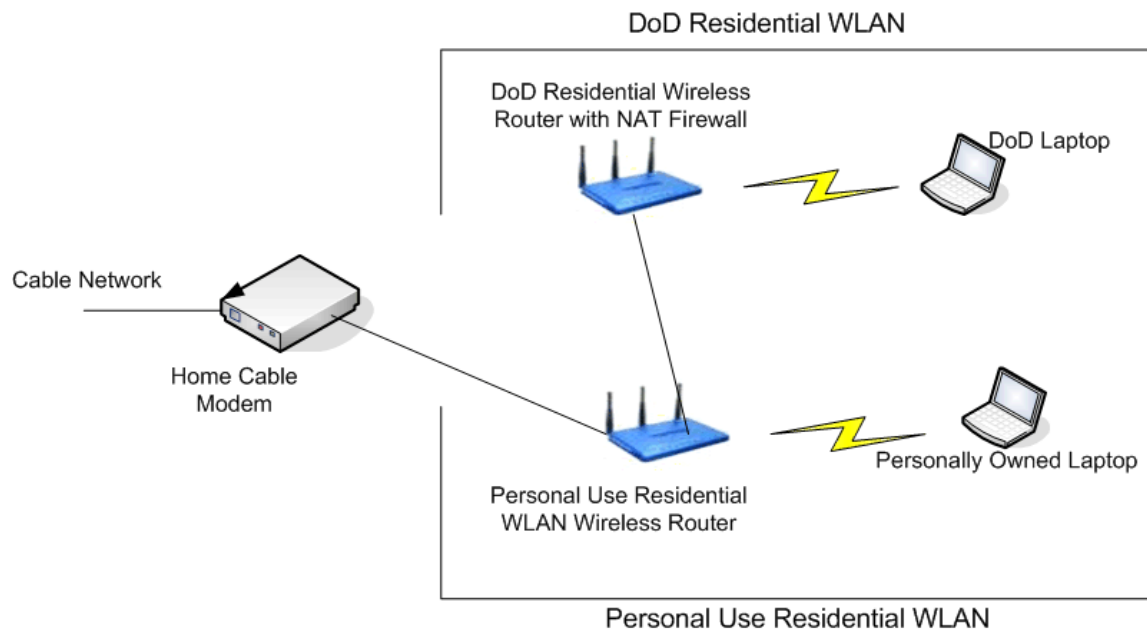 DoD Residential WLAN
DoD Residential Wireless
Router with NAT Firewall
DoD Laptop
Cable Network
Home Cable
Modem
Personally Owned Laptop
Personal Use Residential
WLAN Wireless Router
Personal Use Residential WLAN